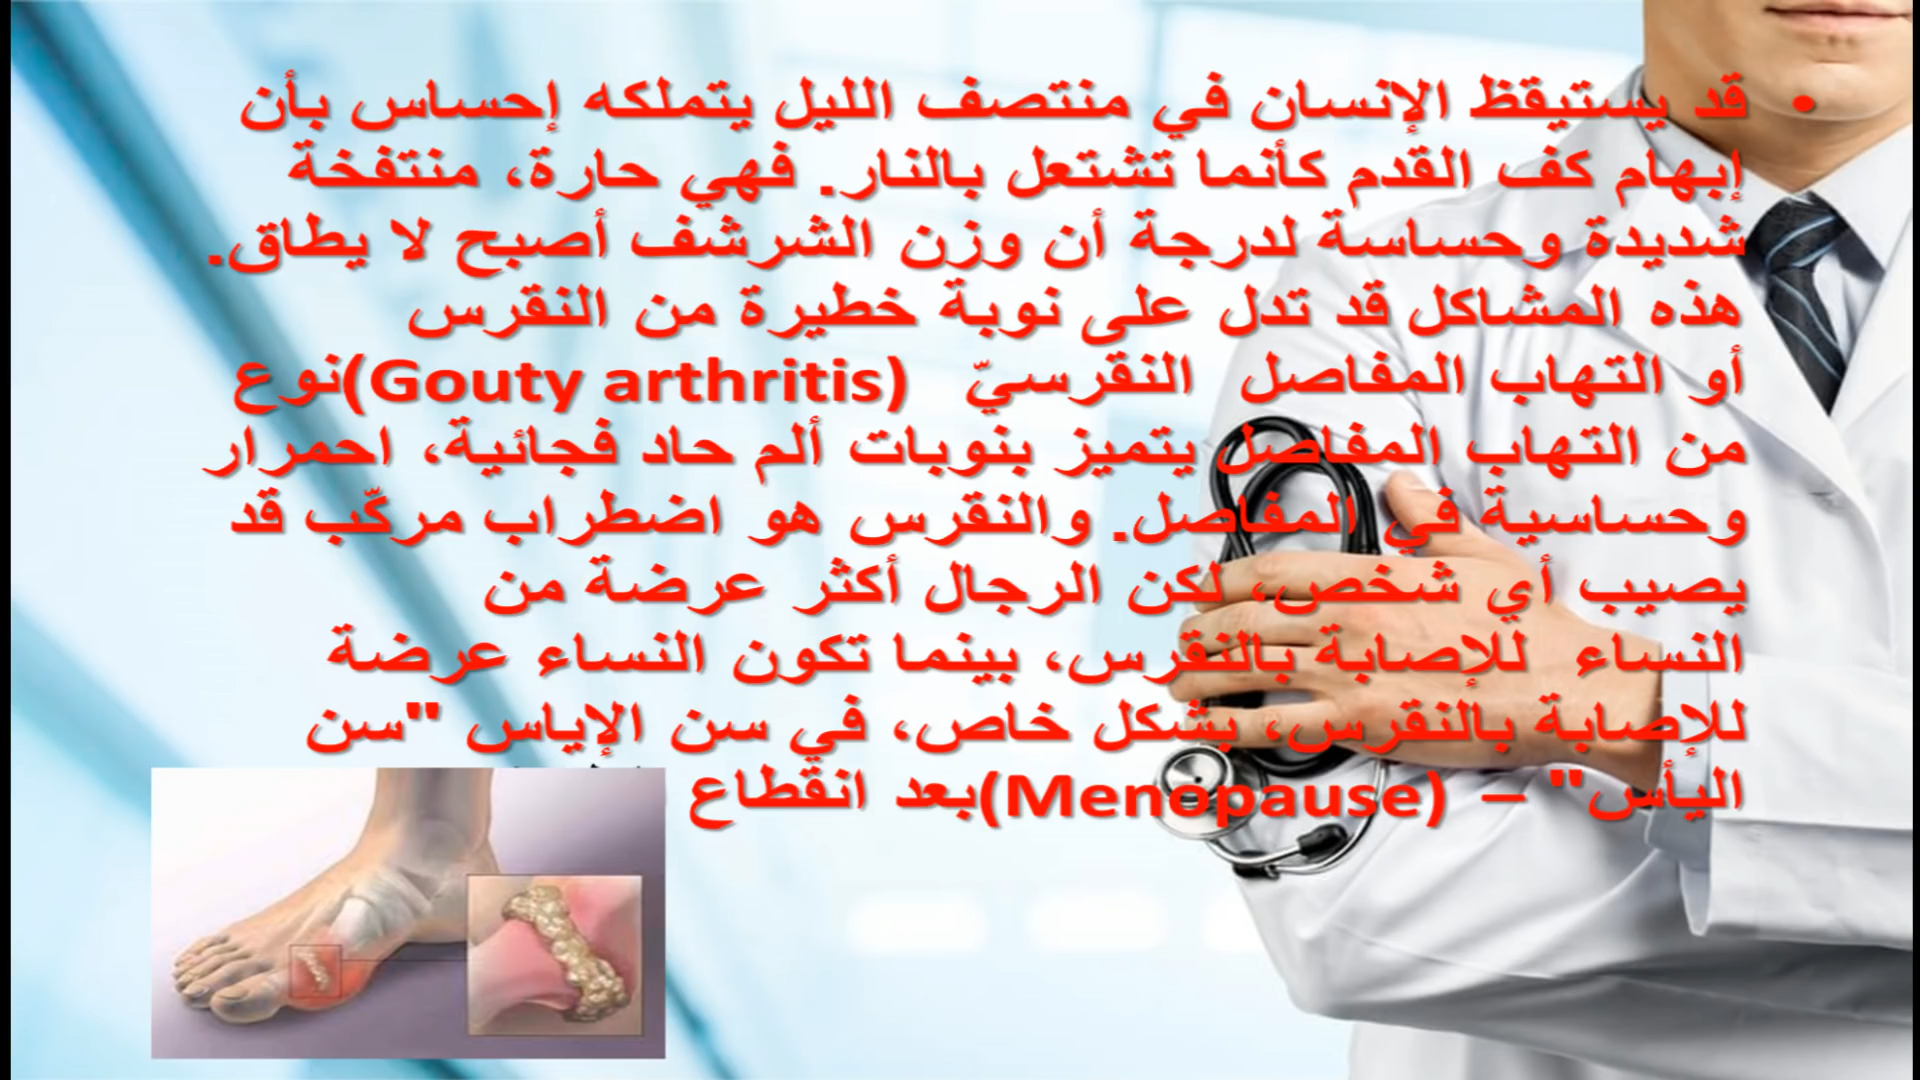 • قد يستيقظ الإنسان في منتصف الليل يتملكه إحساس بأن
إبهام كف القدم كأنما تشتعل بالنار. فهي حارة، منتفخة
شديدة وحساسة لدرجة أن وزن الشرشف أصبح لا يطاق.
هذه المشاكل قد تدل على نوبة خطيرة من النقرس
أو التهاب المفاصل النقرسيّ (Gouty arthritis)نوع
من التهاب المفاصل يتميز بنوبات ألم حاد فجائية، احمرار
وحساسية في المفاصل. والنقرس هو اضطراب مركّب قد
يصيب أي شخص، لكن الرجال أكثر عرضة من
النساء للإصابة بالنقرس، بينما تكون النساء عرضة
للإصابة بالنقرس، بشكل خاص، في سن الإياس "سن
اليأس" – (Menopause)بعد انقطاع